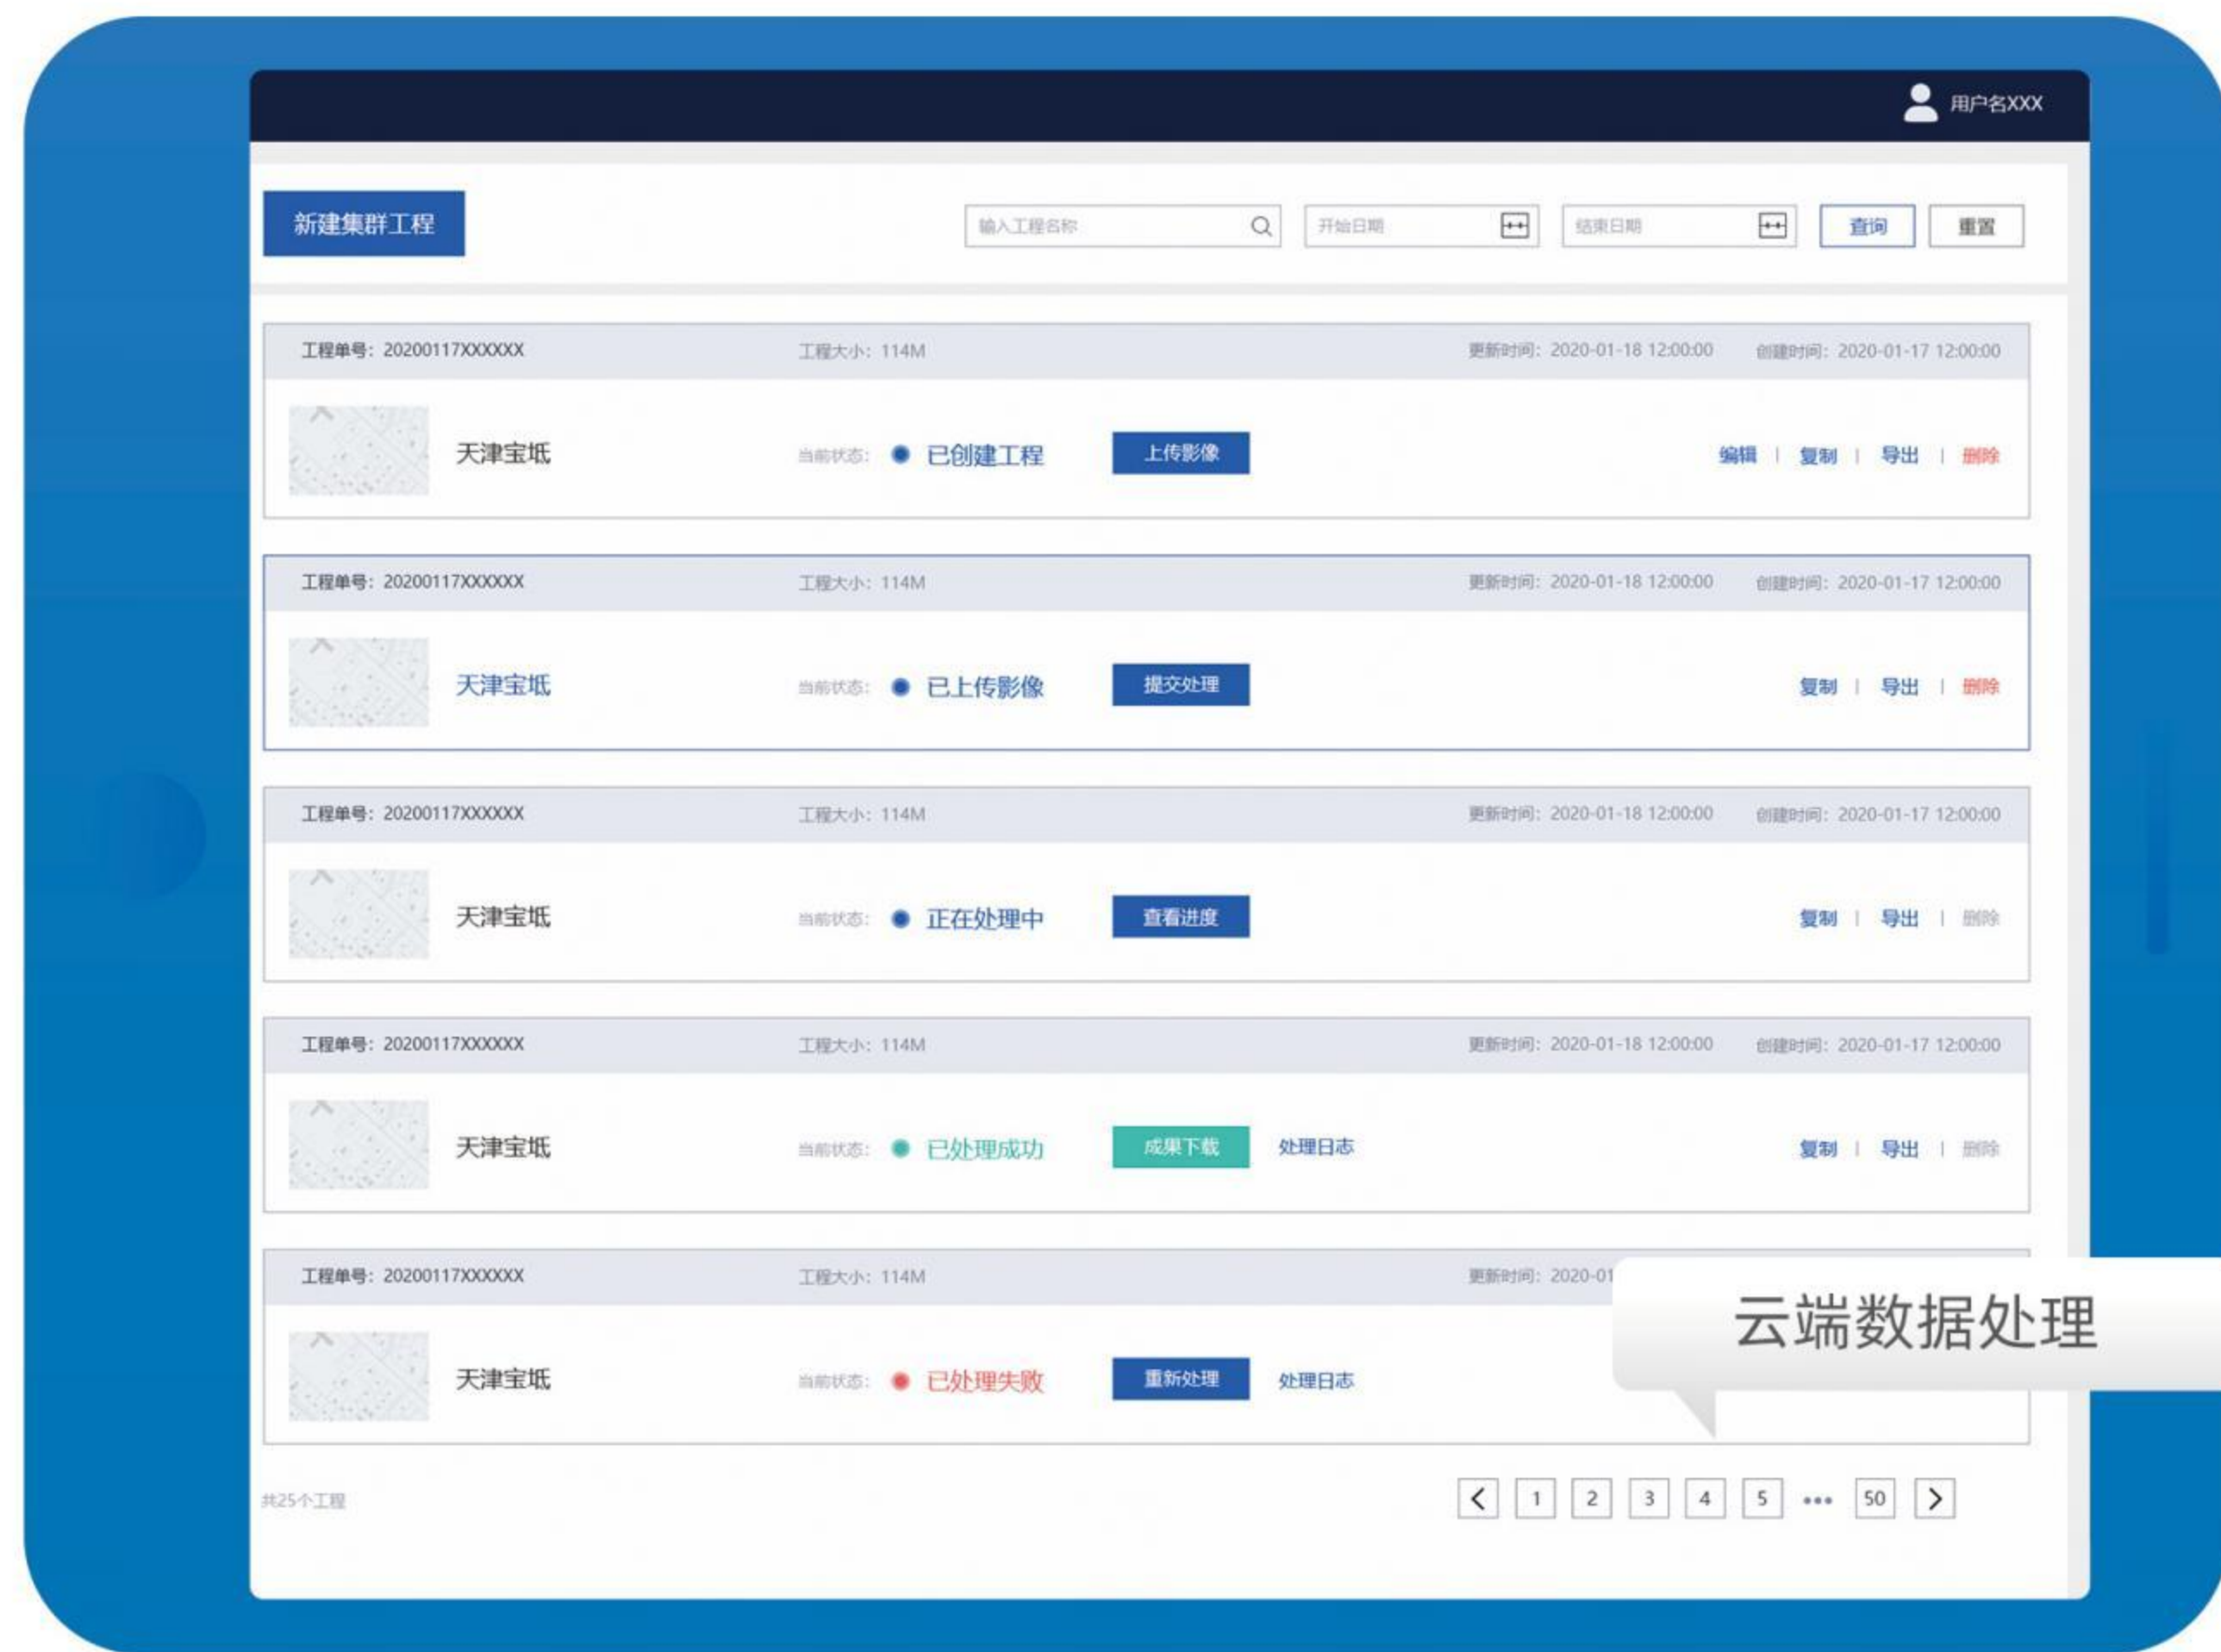 用户名XXX
新建集群工程 输入工程名称 开始日期 结束日期 查询 重置
工程单号：20200117XXXXXX 工程大小：114M 更新时间：2020-01-18 12:00:00 创建时间：2020-01-17 12:00:00
天津宝坻 当前状态： 已创建工程 上传影像 编辑 | 复制 | 导出 | 删除
工程单号：20200117XXXXXX 工程大小：114M 更新时间：2020-01-18 12:00:00 创建时间：2020-01-17 12:00:00
天津宝坻 当前状态： 已上传影像 提交处理 复制 | 导出 | 删除
工程单号：20200117XXXXXX 工程大小：114M 更新时间：2020-01-18 12:00:00 创建时间：2020-01-17 12:00:00
天津宝坻 当前状态： 正在处理中 查看进度 复制 | 导出 | 删除
工程单号：20200117XXXXXX 工程大小：114M 更新时间：2020-01-18 12:00:00 创建时间：2020-01-17 12:00:00
天津宝坻 当前状态： 已处理成功 成果下载 处理日志 复制 | 导出 | 删除
工程单号：20200117XXXXXX 工程大小：114M 更新时间：2020-01
云端数据处理
天津宝坻 当前状态： 已处理失败 重新处理 处理日志
共25个工程 1 2 3 4 5 ••• 50